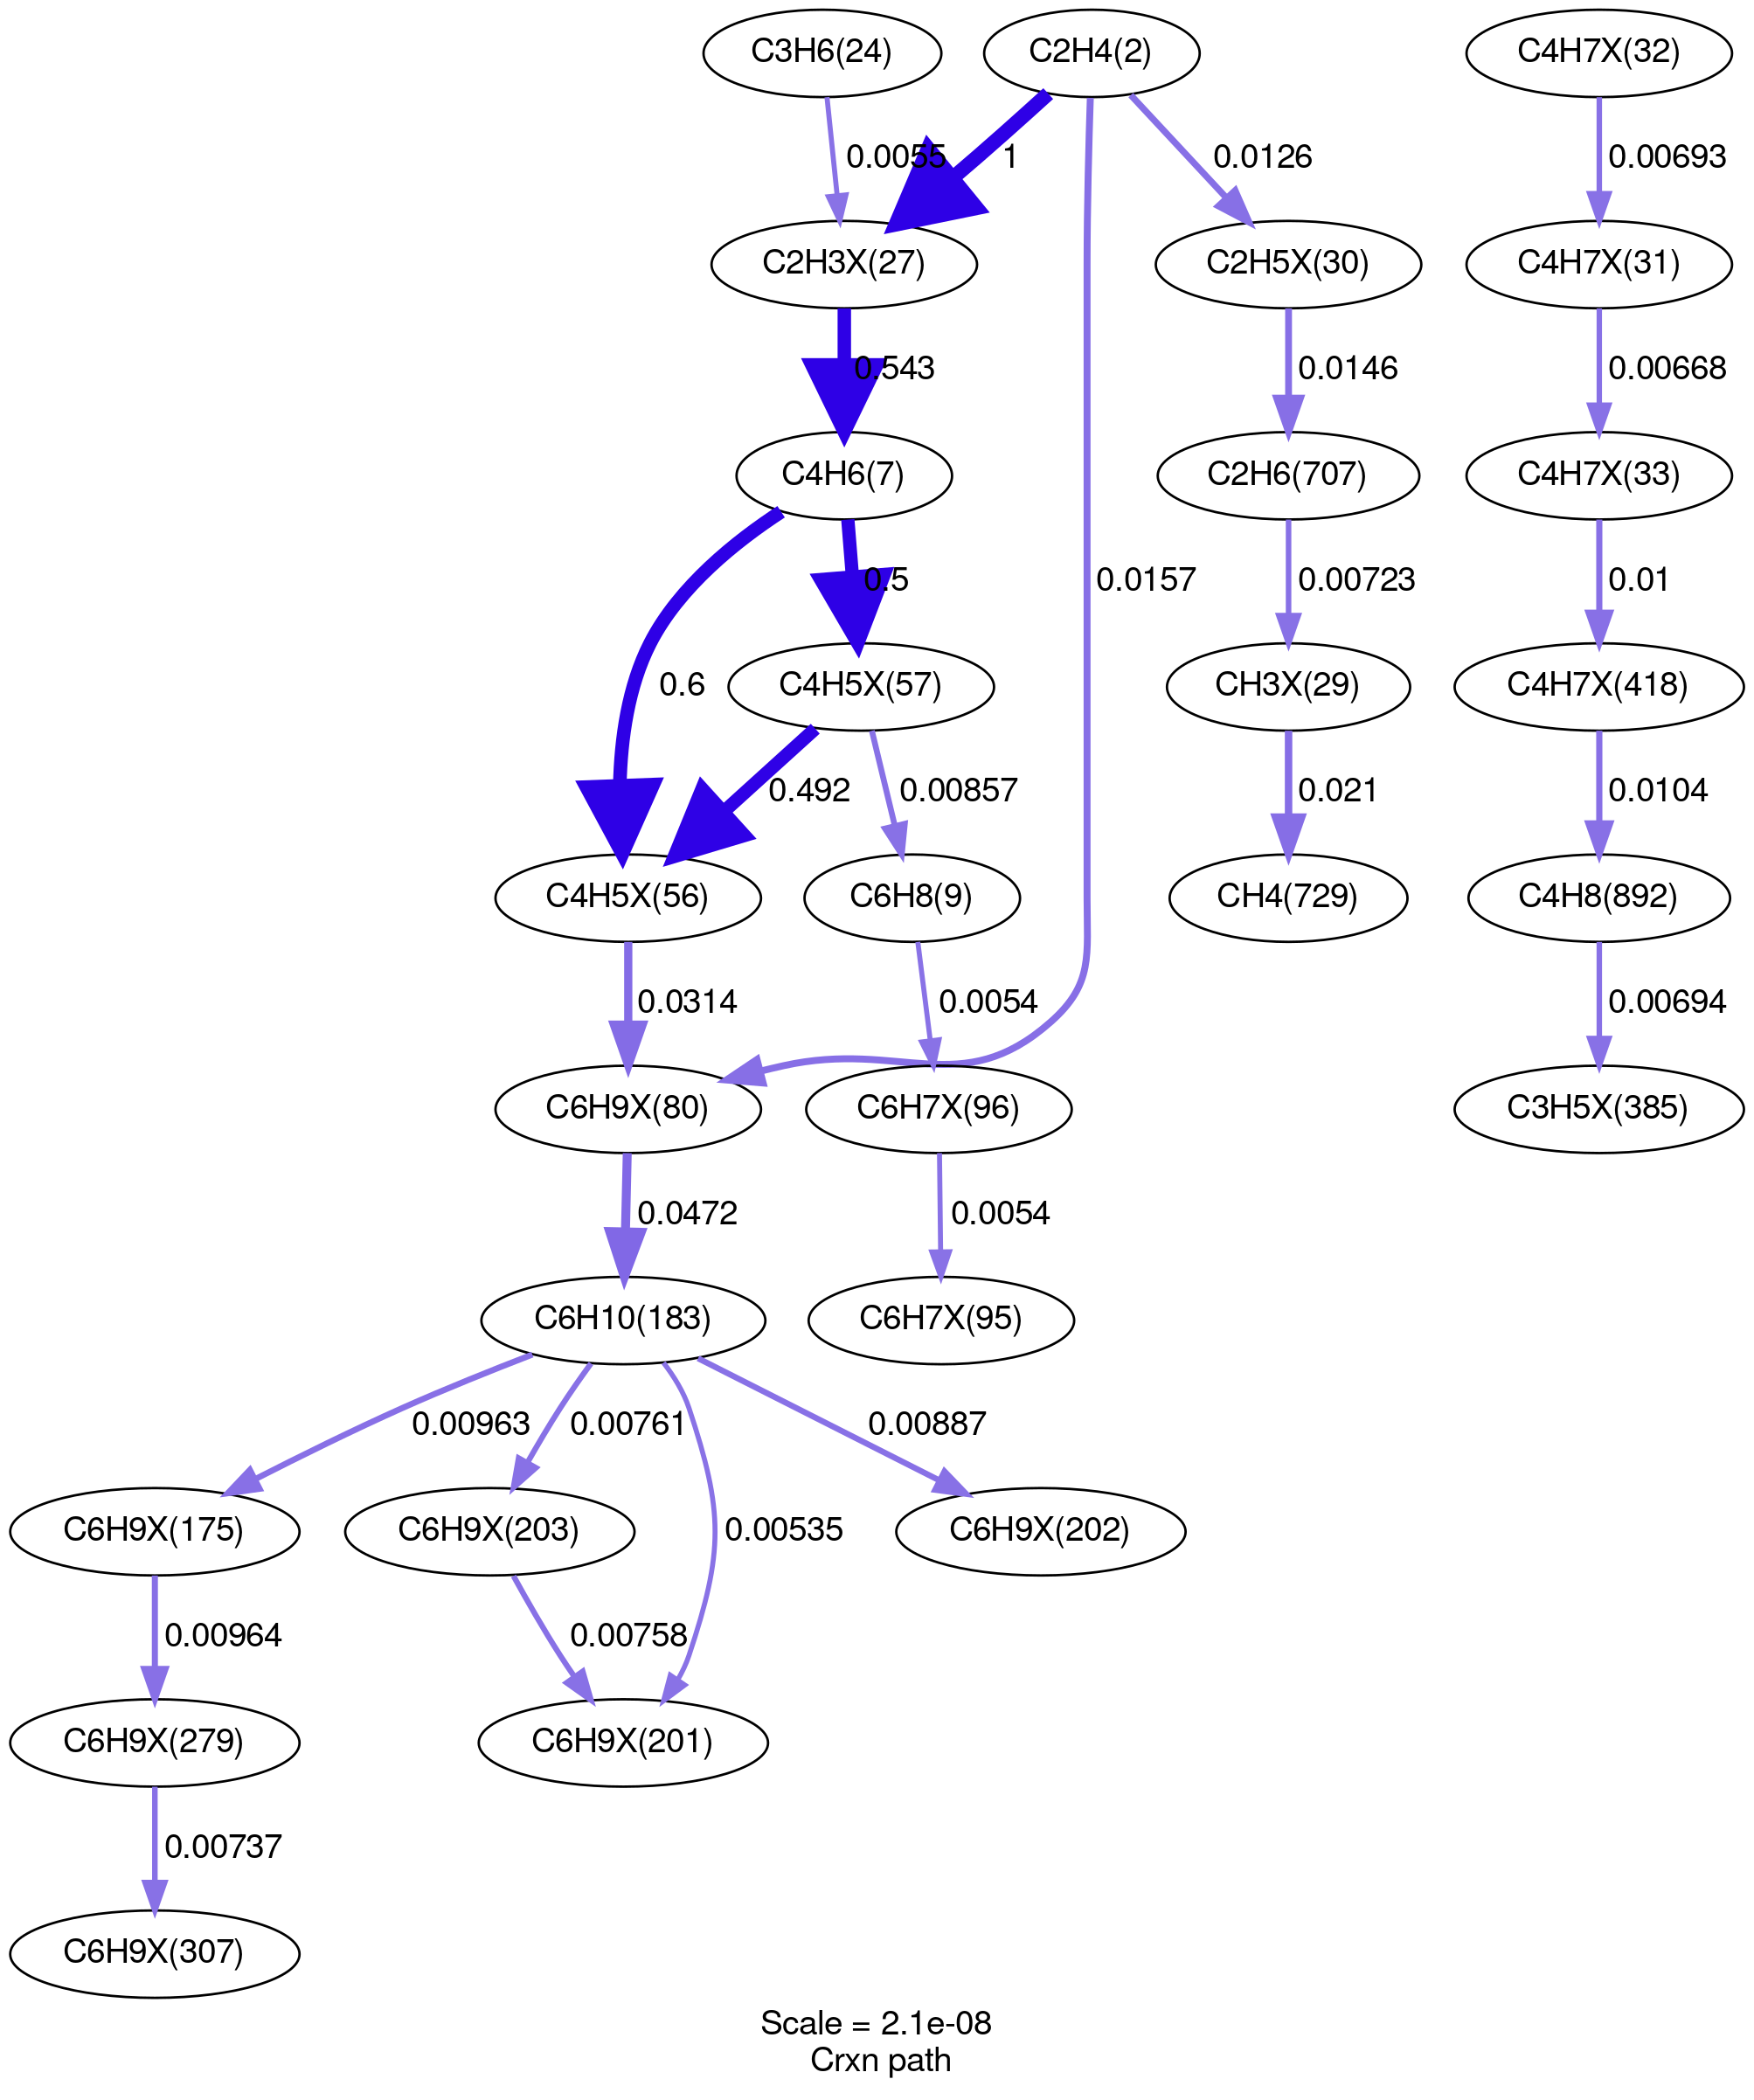 C3H6(24)
C2H4(2)
C4H7X(32)
0.0055
1
0.0126
0.00693
C2H3X(27)
C2H5X(30)
C4H7X(31)
0.543
0.0146
0.00668
C4H6(7)
C2H6(707)
C4H7X(33)
0.5
0.0157
0.00723
0.01
0.6
C4H5X(57)
CH3X(29)
C4H7X(418)
0.492
0.00857
0.021
0.0104
C4H5X(56)
C6H8(9)
CH4(729)
C4H8(892)
0.0314
0.0054
0.00694
C6H9X(80)
C6H7X(96)
C3H5X(385)
0.0472
0.0054
C6H10(183)
C6H7X(95)
0.00963
0.00761
0.00887
C6H9X(175)
C6H9X(203)
0.00535
C6H9X(202)
0.00964
0.00758
C6H9X(279)
C6H9X(201)
0.00737
C6H9X(307)
Scale = 2.1e-08
Crxn path